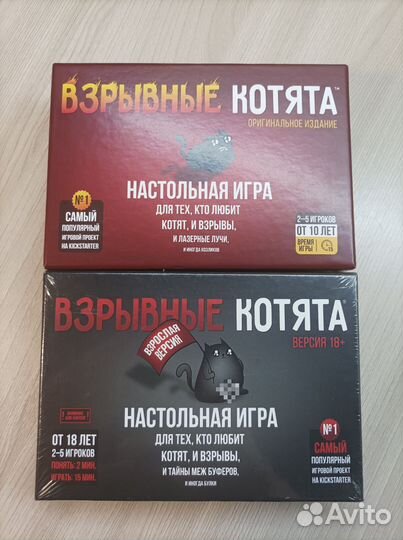 ВЗРЫВНЫЕ КОТЯТА™
ОРИГИНАЛЬНОЕ ИЗДАНИЕ
НАСТОЛЬНАЯ ИГРА
ДЛЯ ТЕХ, КТО ЛЮБИТ
КОТЯТ, И ВЗРЫВЫ,
И ЛАЗЕРНЫЕ ЛУЧИ,
И ИНОГДА КОЗЛИКОВ
№1
САМЫЙ
ПОПУЛЯРНЫЙ
ИГРОВОЙ ПРОЕКТ
НА KICKSTARTER
2–5 ИГРОКОВ
ОТ 10 ЛЕТ
ВРЕМЯ
ИГРЫ
15
ВЗРЫВНЫЕ КОТЯТА
ВЕРСИЯ 18+
ВЗРОСЛАЯ
ВЕРСИЯ
НАСТОЛЬНАЯ ИГРА
ДЛЯ ТЕХ, КТО ЛЮБИТ
КОТЯТ, И ВЗРЫВЫ,
И ТАЙНЫ МЕЖ БУФЕРОВ,
И ИНОГДА БУЛКИ
ОТ 18 ЛЕТ
2–5 ИГРОКОВ
ПОНЯТЬ: 2 МИН.
ИГРАТЬ: 15 МИН.
№1
САМЫЙ
ПОПУЛЯРНЫЙ
ИГРОВОЙ ПРОЕКТ
НА KICKSTARTER
Avito